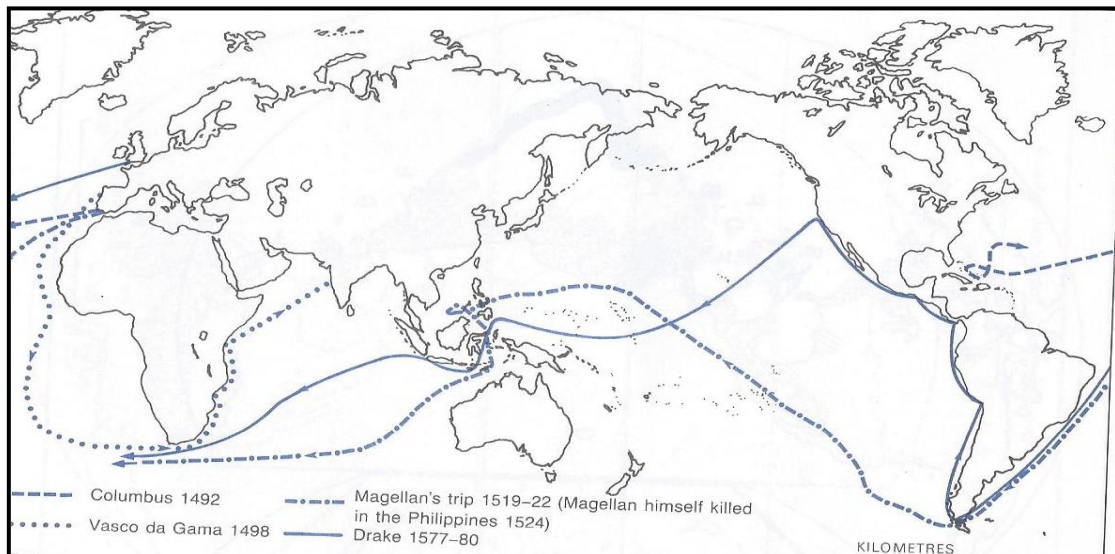 Columbus 1492
Vasco da Gama 1498
Magellan's trip 1519–22 (Magellan himself killed
in the Philippines 1524)
Drake 1577–80
KILOMETRES